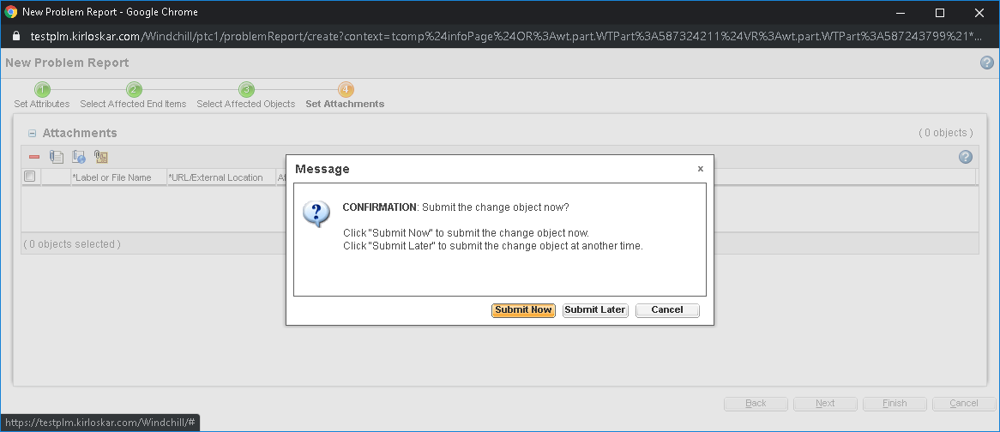 New Problem Report - Google Chrome
testplm.kirloskar.com/Windchill/ptc1/problemReport/create?context=tcomp%24infoPage%24OR%3Awt.part.WTPart%3A587324211%24VR%3Awt.part.WTPart%3A587243799%21*...
New Problem Report
?
1 2 3 4
Set Attributes Select Affected End Items Select Affected Objects Set Attachments
Attachments ( 0 objects )
?
*Label or File Name *URL/External Location
( 0 objects selected )
Message x
CONFIRMATION: Submit the change object now?
Click "Submit Now" to submit the change object now.
Click "Submit Later" to submit the change object at another time.
Submit Now Submit Later Cancel
Back Next Finish Cancel
https://testplm.kirloskar.com/Windchill/#